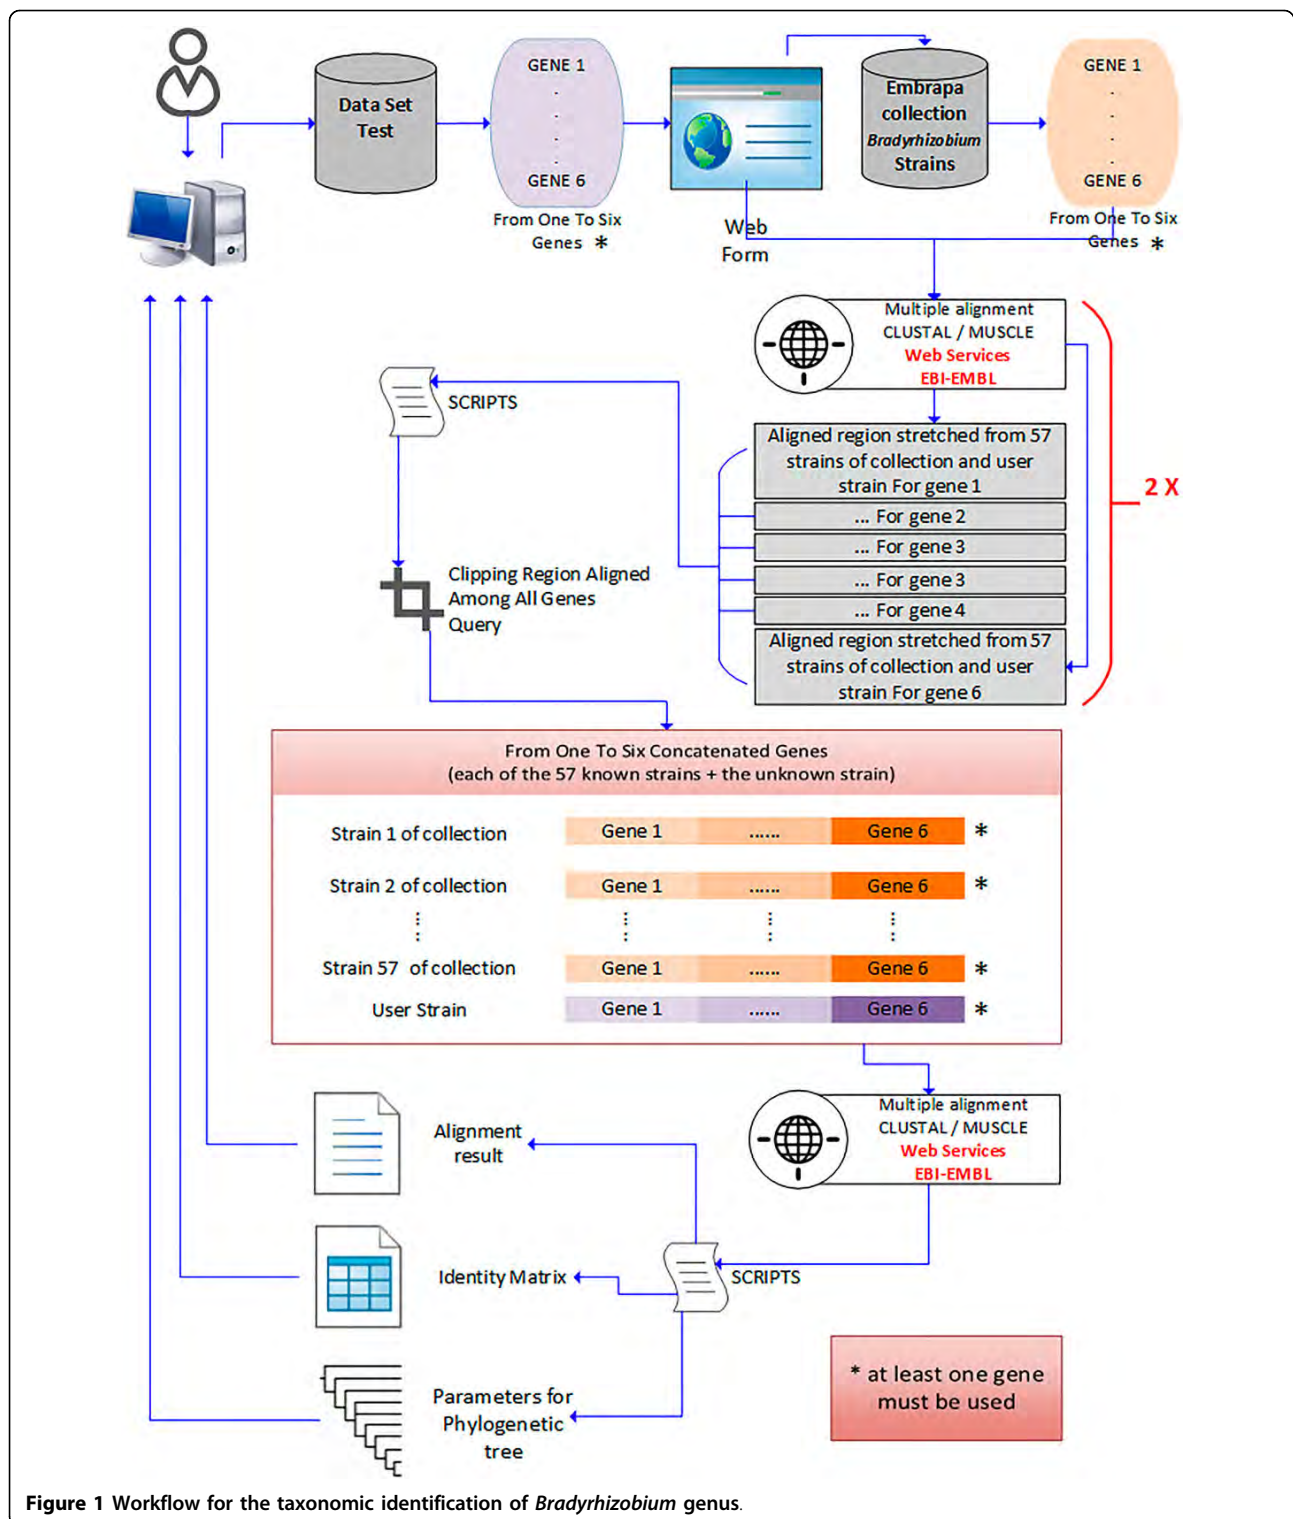 Data Set
Test
GENE 1
.
.
.
.
GENE 6
From One To Six
Genes *
Web
Form
Embrapa
collection
Bradyrhizobium
Strains
GENE 1
.
.
.
.
GENE 6
From One To Six
Genes *
Multiple alignment
CLUSTAL / MUSCLE
Web Services
EBI-EMBL
SCRIPTS
Aligned region stretched from 57
strains of collection and user
strain For gene 1
... For gene 2
... For gene 3
... For gene 3
... For gene 4
Aligned region stretched from 57
strains of collection and user
strain For gene 6
2 X
Clipping Region Aligned
Among All Genes
Query
From One To Six Concatenated Genes
(each of the 57 known strains + the unknown strain)
Strain 1 of collection Gene 1 ...... Gene 6 *
Strain 2 of collection Gene 1 ...... Gene 6 *
Strain 57 of collection Gene 1 ...... Gene 6 *
User Strain Gene 1 ...... Gene 6 *
Multiple alignment
CLUSTAL / MUSCLE
Web Services
EBI-EMBL
Alignment
result
Identity Matrix
SCRIPTS
Parameters for
Phylogenetic
tree
* at least one gene
must be used
Figure 1 Workflow for the taxonomic identification of Bradyrhizobium genus.